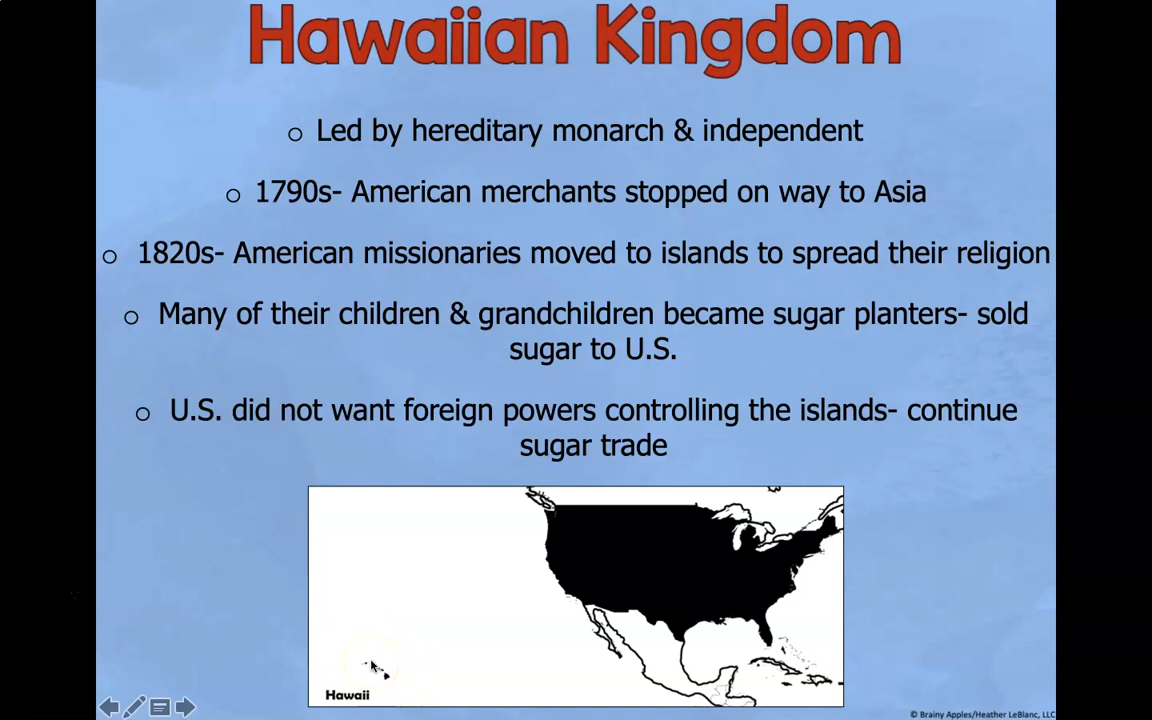 Hawaiian Kingdom
o Led by hereditary monarch & independent
o 1790s- American merchants stopped on way to Asia
o 1820s- American missionaries moved to islands to spread their religion
o Many of their children & grandchildren became sugar planters- sold
sugar to U.S.
o U.S. did not want foreign powers controlling the islands- continue
sugar trade
Hawaii
© Brainy Apples/Heather LeBlanc, LLC